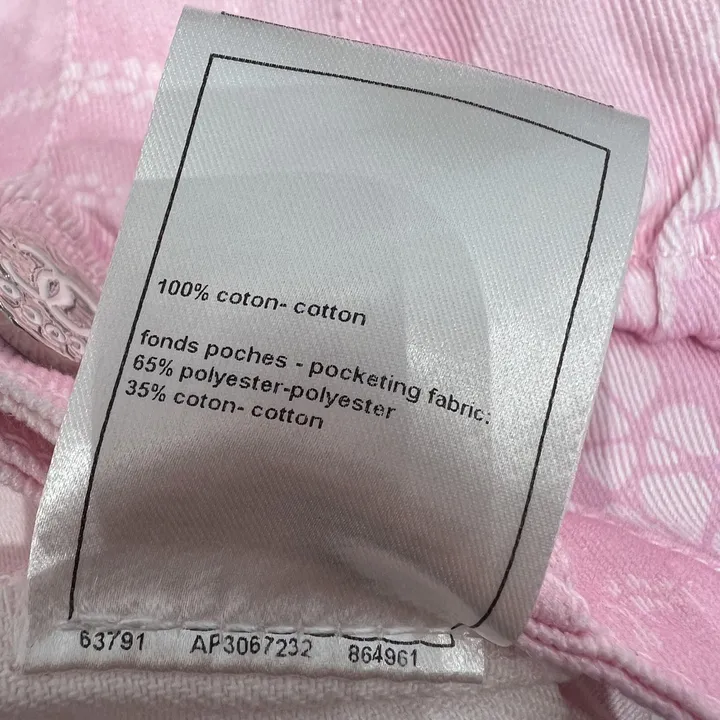 100% coton- cotton
fonds poches - pocketing fabric:
65% polyester-polyester
35% coton- cotton
63791 AP3067232 864961